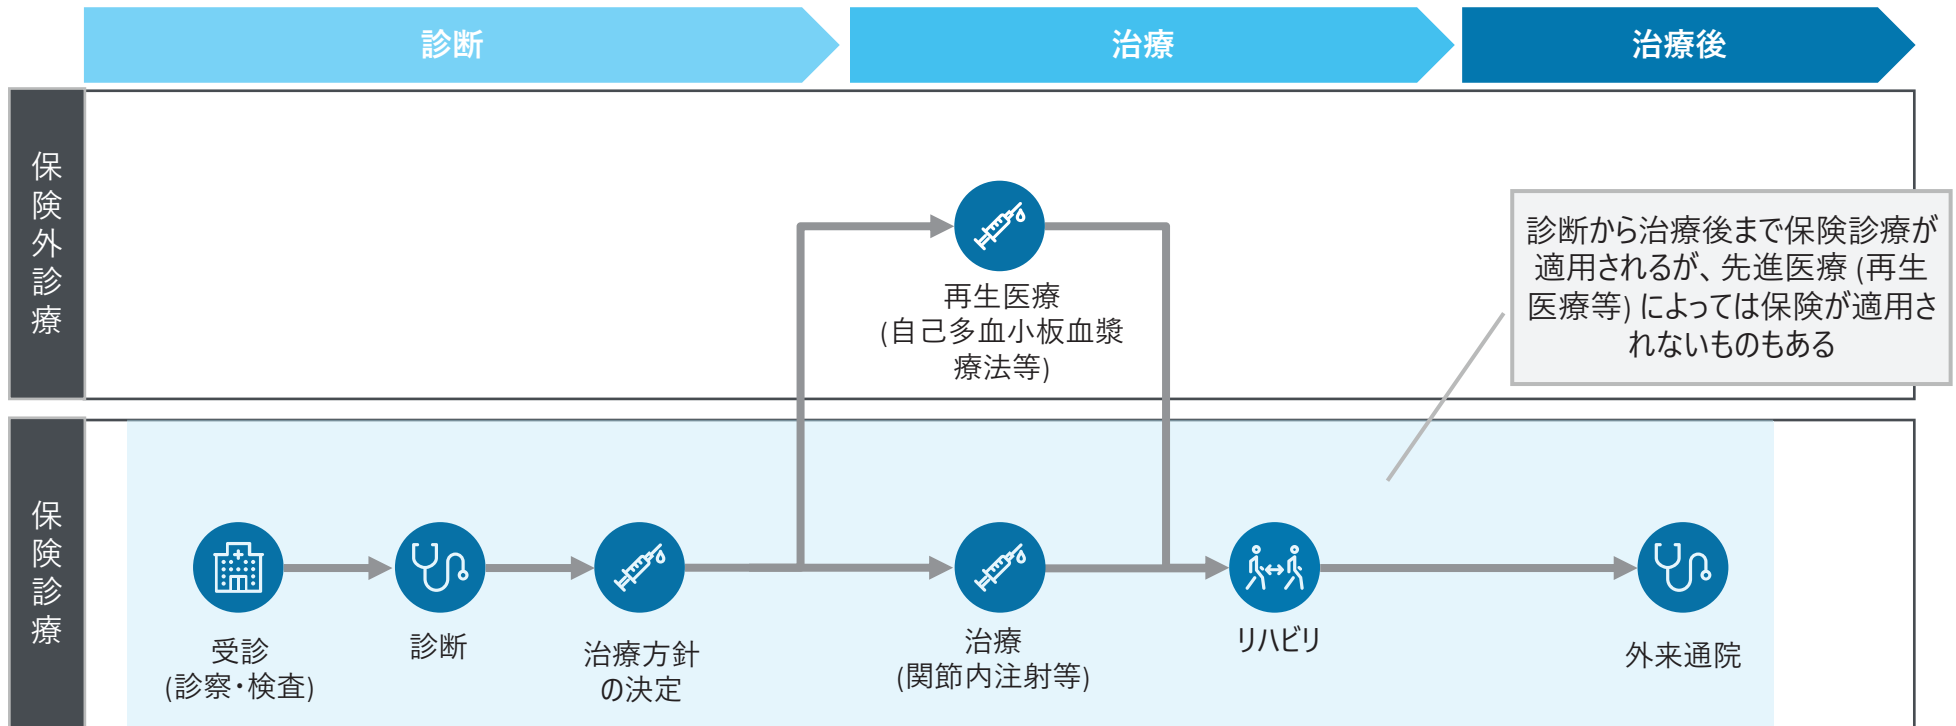 診断
治療
治療後
保険外診療
再生医療
(自己多血小板血漿
療法等)
診断から治療後まで保険診療が
適用されるが、先進医療 (再生
医療等) によっては保険が適用さ
れないものもある
保険診療
受診
(診察・検査)
診断
治療方針
の決定
治療
(関節内注射等)
リハビリ
外来通院